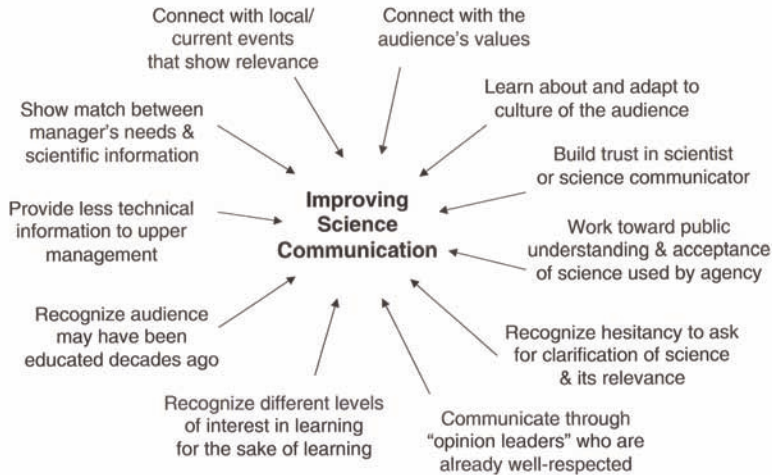 Connect with local/
current events
that show relevance
Connect with the
audience's values
Learn about and adapt to
culture of the audience
Build trust in scientist
or science communicator
Work toward public
understanding & acceptance
of science used by agency
Recognize hesitancy to ask
for clarification of science
& its relevance
Communicate through
"opinion leaders" who are
already well-respected
Recognize different levels
of interest in learning
for the sake of learning
Recognize audience
may have been
educated decades ago
Provide less technical
information to upper
management
Show match between
manager's needs &
scientific information
Improving
Science
Communication